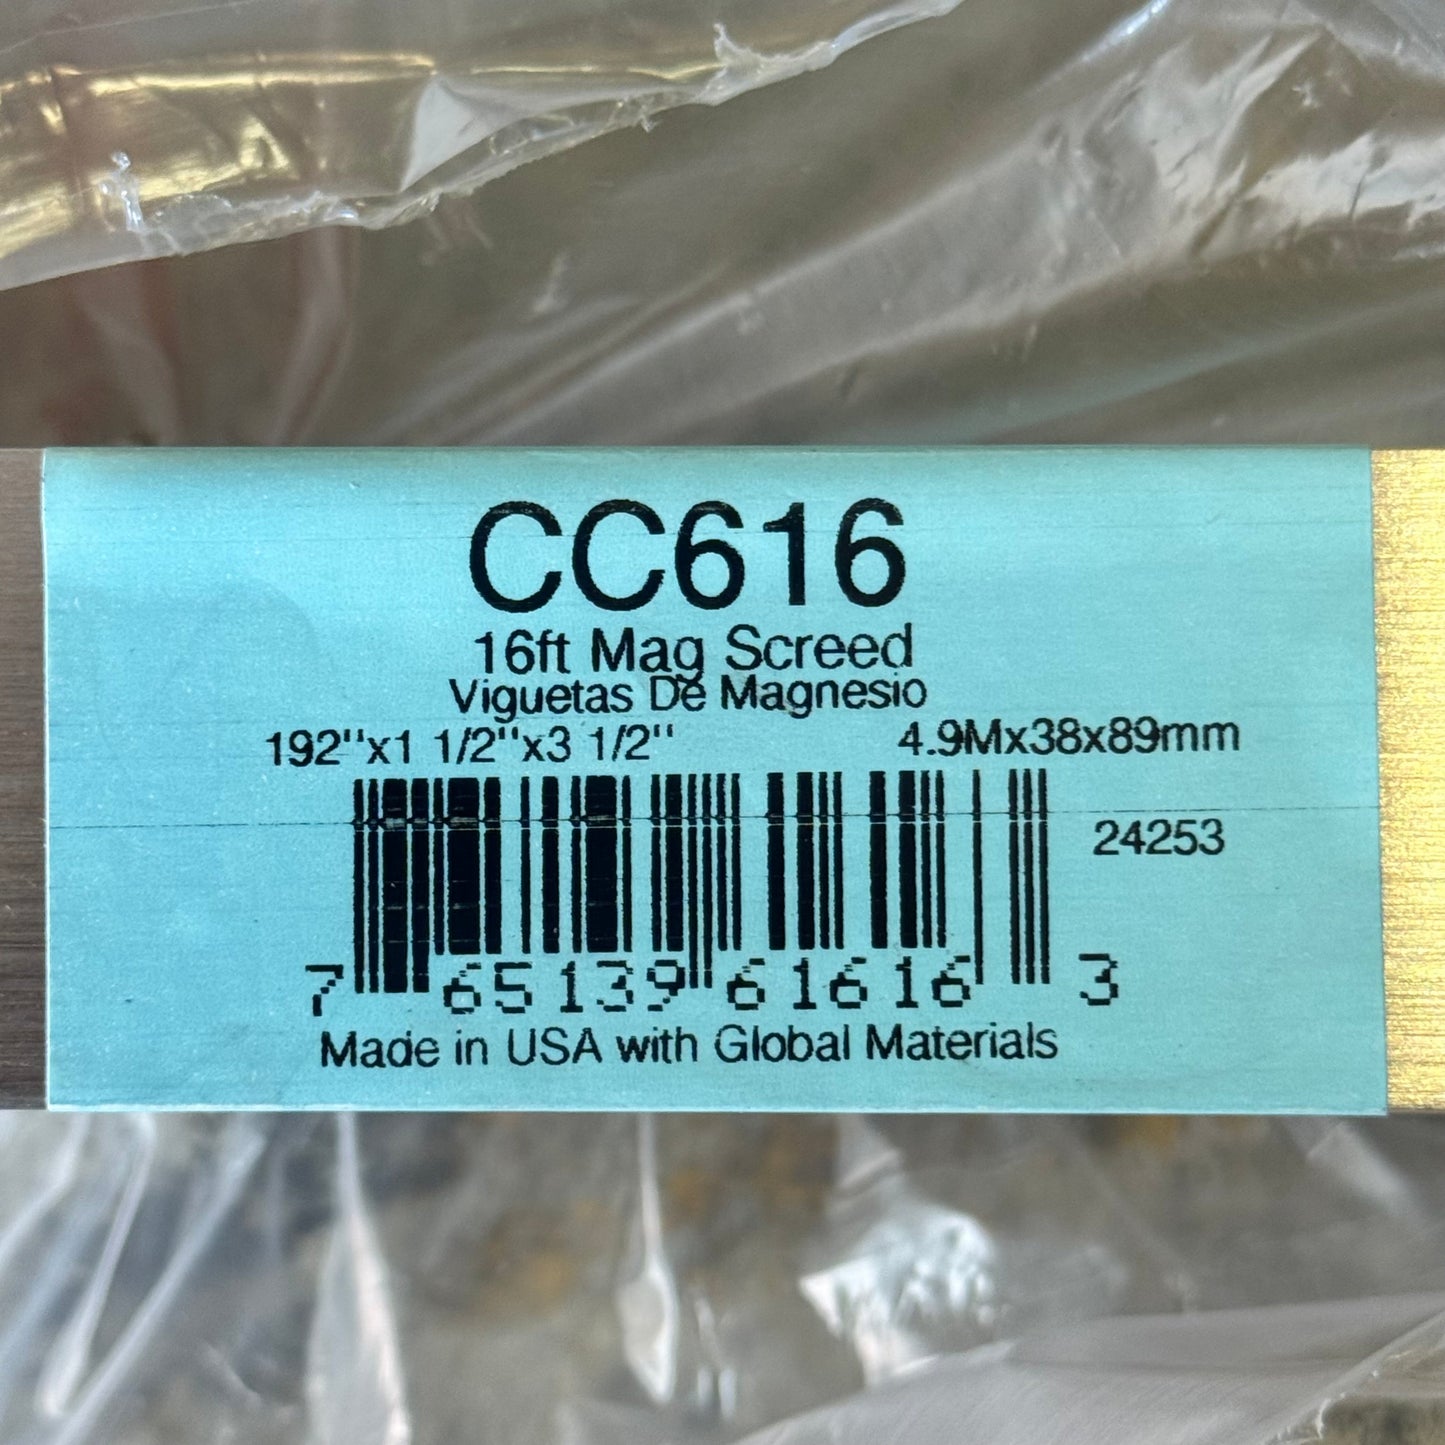 CC616
16ft Mag Screed
Viguetas De Magnesio
192"x1 1/2"x3 1/2" 4.9Mx38x89mm
24253
7 65139 61616 3
Made in USA with Global Materials